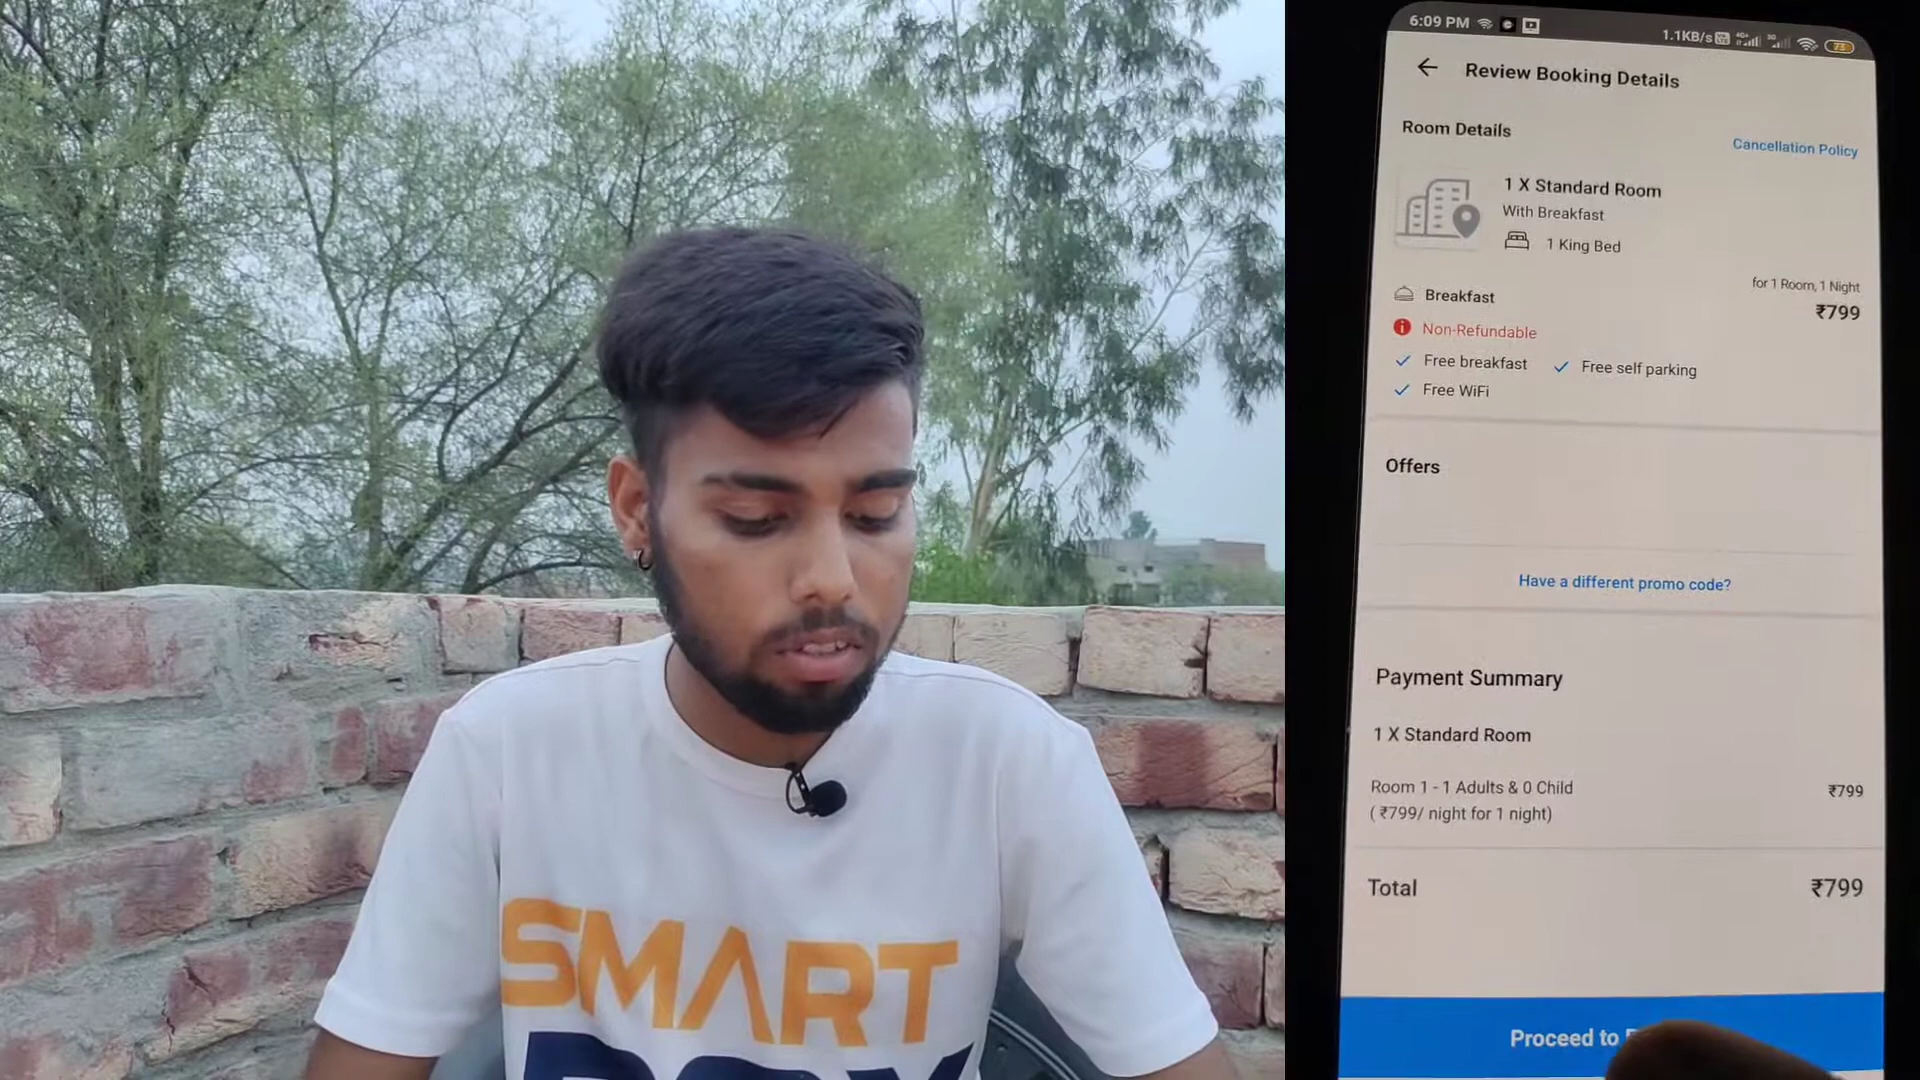 SMART
6:09 PM
1.1KB/s
4G+
3G
73
Review Booking Details
Room Details
Cancellation Policy
1 X Standard Room
With Breakfast
1 King Bed
for 1 Room, 1 Night
₹799
Breakfast
Non-Refundable
Free breakfast
Free self parking
Free WiFi
Offers
Have a different promo code?
Payment Summary
1 X Standard Room
Room 1 - 1 Adults & 0 Child
₹799
( ₹799/ night for 1 night)
Total
₹799
Proceed to